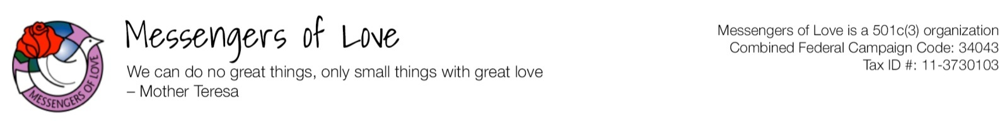 MESSENGERS OF LOVE
Messengers of Love
We can do no great things, only small things with great love
– Mother Teresa
Messengers of Love is a 501c(3) organization
Combined Federal Campaign Code: 34043
Tax ID #: 11-3730103